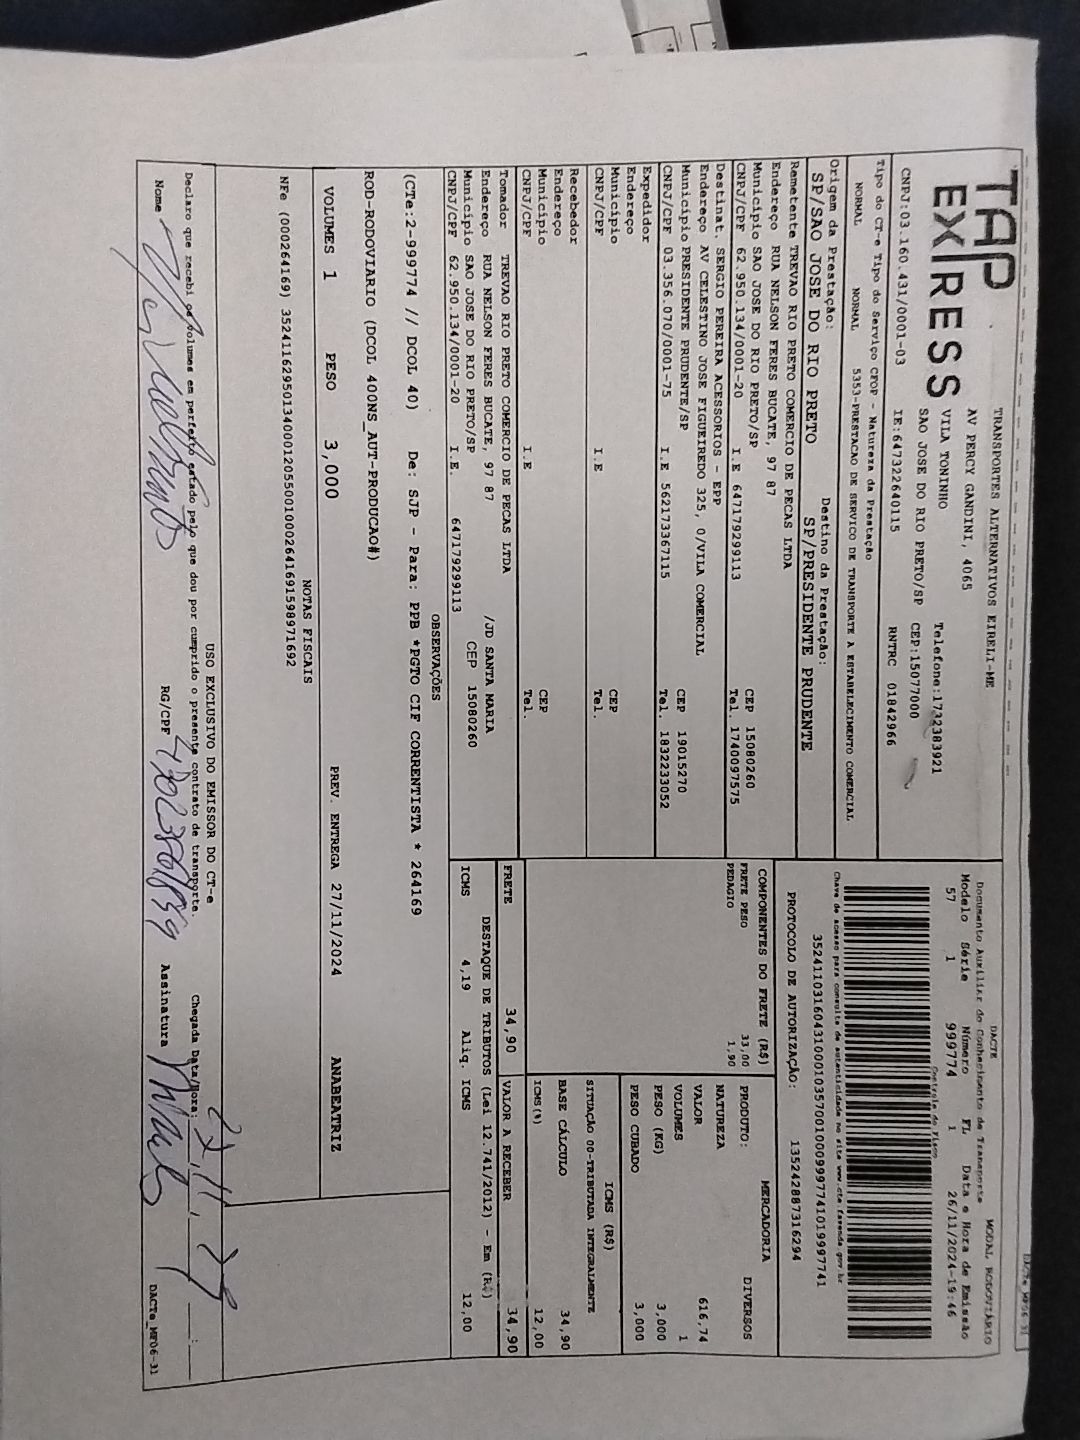 TAP EXPRESS
TRANSPORTES ALTERNATIVOS EIRELI-ME
AV PERCY GANDINI, 4065
VILA TONINHO
SAO JOSE DO RIO PRETO/SP
Telefone:1732383921
CEP:15077000
CNPJ:03.160.431/0001-03 IE:647322640115 RNTRC 01842966
Tipo do CT-e Tipo do Serviço CFOP - Natureza da Prestação
NORMAL NORMAL 5353-PRESTACAO DE SERVICO DE TRANSPORTE A ESTABELECIMENTO COMERCIAL
Origem da Prestação: Destino da Prestação:
SP/SAO JOSE DO RIO PRETO SP/PRESIDENTE PRUDENTE
Remetente TREVAO RIO PRETO COMERCIO DE PECAS LTDA
Endereço RUA NELSON FERES BUCATE, 97 87
Município SAO JOSE DO RIO PRETO/SP CEP 15080260
CNPJ/CPF 62.950.134/0001-20 I.E 647179299113 Tel. 1740097575
Destinat. SERGIO PEREIRA ACESSORIOS - EPP
Endereço AV CELESTINO JOSE FIGUEIREDO 325, 0/VILA COMERCIAL
Município PRESIDENTE PRUDENTE/SP CEP 19015270
CNPJ/CPF 03.356.070/0001-75 I.E 562173367115 Tel. 1832233052
Expedidor
Endereço
Município CEP
CNPJ/CPF I.E Tel.
Recebedor
Endereço
Município CEP
CNPJ/CPF I.E Tel.
Tomador TREVAO RIO PRETO COMERCIO DE PECAS LTDA
Endereço RUA NELSON FERES BUCATE, 97 87 /JD SANTA MARIA
Município SAO JOSE DO RIO PRETO/SP CEP 15080260
CNPJ/CPF 62.950.134/0001-20 I.E. 647179299113
DACTE MODAL RODOVIÁRIO
Documento Auxiliar do Conhecimento de Transporte
Modelo Série Número FL Data e Hora de Emissão
57 1 999774 1 26/11/2024-19:46
Controle do Fisco
Chave de acesso para consulta de autenticidade no site www.cte.fazenda.gov.br
PROTOCOLO DE AUTORIZAÇÃO: 135242887316294
COMPONENTES DO FRETE (R$)
FRETE PESO 33,00
PEDAGIO 1,90
PRODUTO: MERCADORIA
NATUREZA DIVERSOS
VALOR 616,74
VOLUMES 1
PESO (KG) 3,000
PESO CUBADO 3,000
ICMS (R$)
SITUAÇÃO 00-TRIBUTADA INTEGRALMENTE
BASE CÁLCULO 34,90
ICMS(%) 12,00
FRETE 34,90 VALOR A RECEBER 34,90
DESTAQUE DE TRIBUTOS (Lei 12.741/2012) - Em (R$)
ICMS 4,19 Aliq. ICMS 12,00
OBSERVAÇÕES
(CTe:2-999774 // DCOL 40) De: SJP - Para: PPB *PGTO CIF CORRENTISTA * 264169
ROD-RODOVIARIO (DCOL 400NS_AUT-PRODUCAO#)
VOLUMES 1 PESO 3,000 PREV. ENTREGA 27/11/2024 ANABEATRIZ
NOTAS FISCAIS
NFe (000264169)
USO EXCLUSIVO DO EMISSOR DO CT-e
Declaro que recebi os volumes em perfeito estado pelo que dou por cumprido o presente contrato de transporte. Chegada Data/Hora:
Nome RG/CPF Assinatura
DACTe_MF06-31